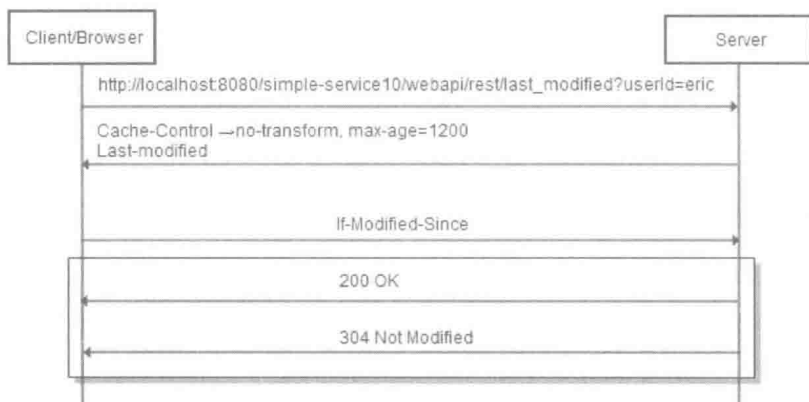 Client/Browser
Server
http://localhost:8080/simple-service10/webapi/rest/last_modified?userId=eric
Cache-Control →no-transform, max-age=1200
Last-modified
If-Modified-Since
200 OK
304 Not Modified